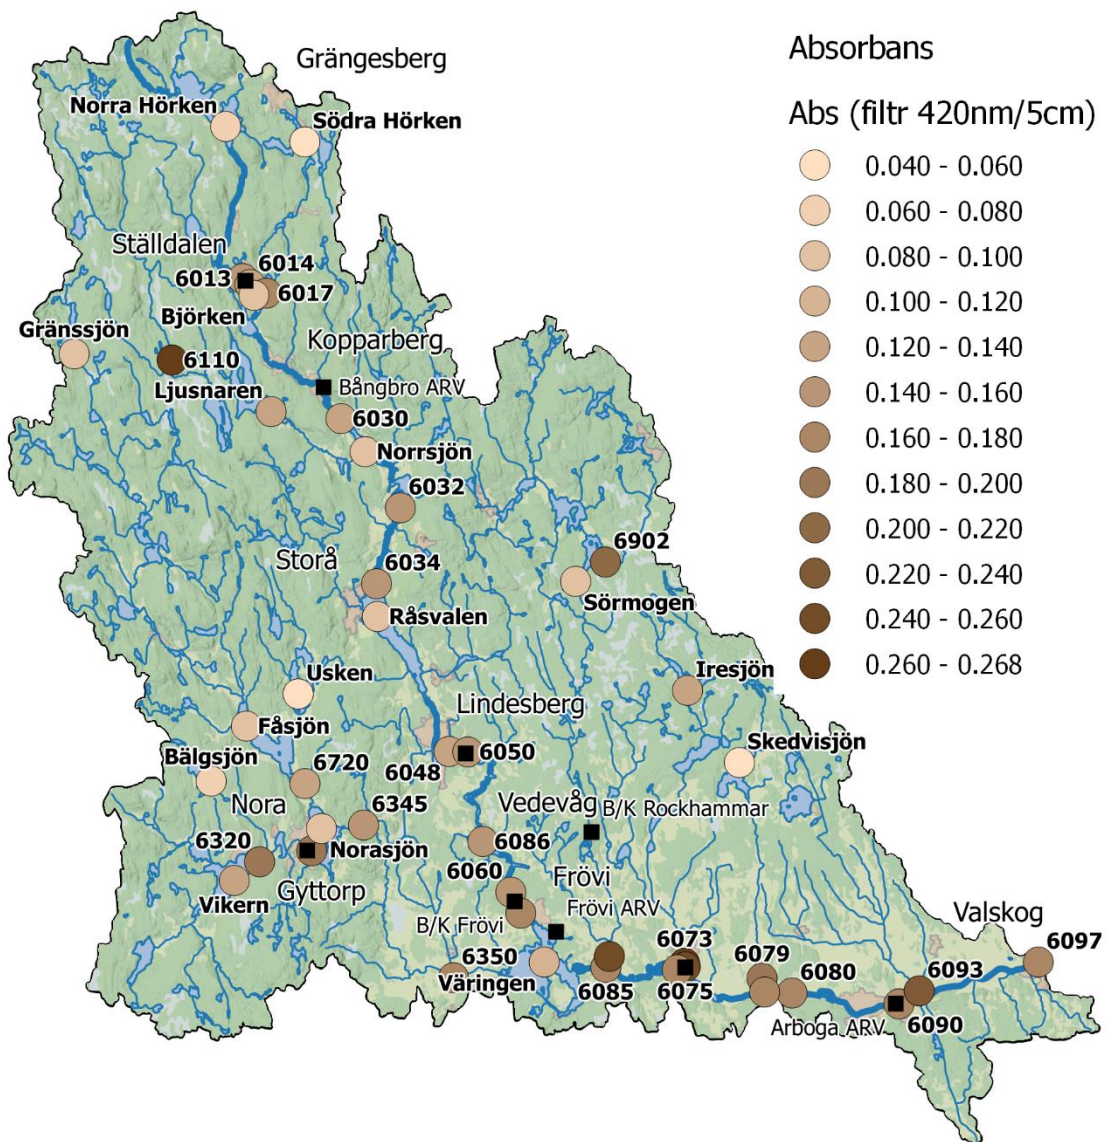 Grängesberg
Absorbans
Norra Hörken
Södra Hörken
Abs (filtr 420nm/5cm)
0.040 - 0.060
0.060 - 0.080
0.080 - 0.100
0.100 - 0.120
0.120 - 0.140
0.140 - 0.160
0.160 - 0.180
0.180 - 0.200
0.200 - 0.220
0.220 - 0.240
0.240 - 0.260
0.260 - 0.268
Ställdalen
6014
6013
6017
Björken
Gränssjön
Kopparberg
6110
Bångbro ARV
Ljusnaren
6030
Norrsjön
6032
6902
Storå
6034
Sörmogen
Råsvalen
Usken
Iresjön
Lindesberg
Fåsjön
Skedvisjön
6050
Bälgsjön
6048
6720
Nora
6345
Vedevåg
B/K Rockhammar
6320
Norasjön
6086
6060
Frövi
Vikern
Gyttorp
Frövi ARV
B/K Frövi
Valskog
6350
6073
6079
6097
Väringen
6085
6075
6080
6093
Arboga ARV
6090